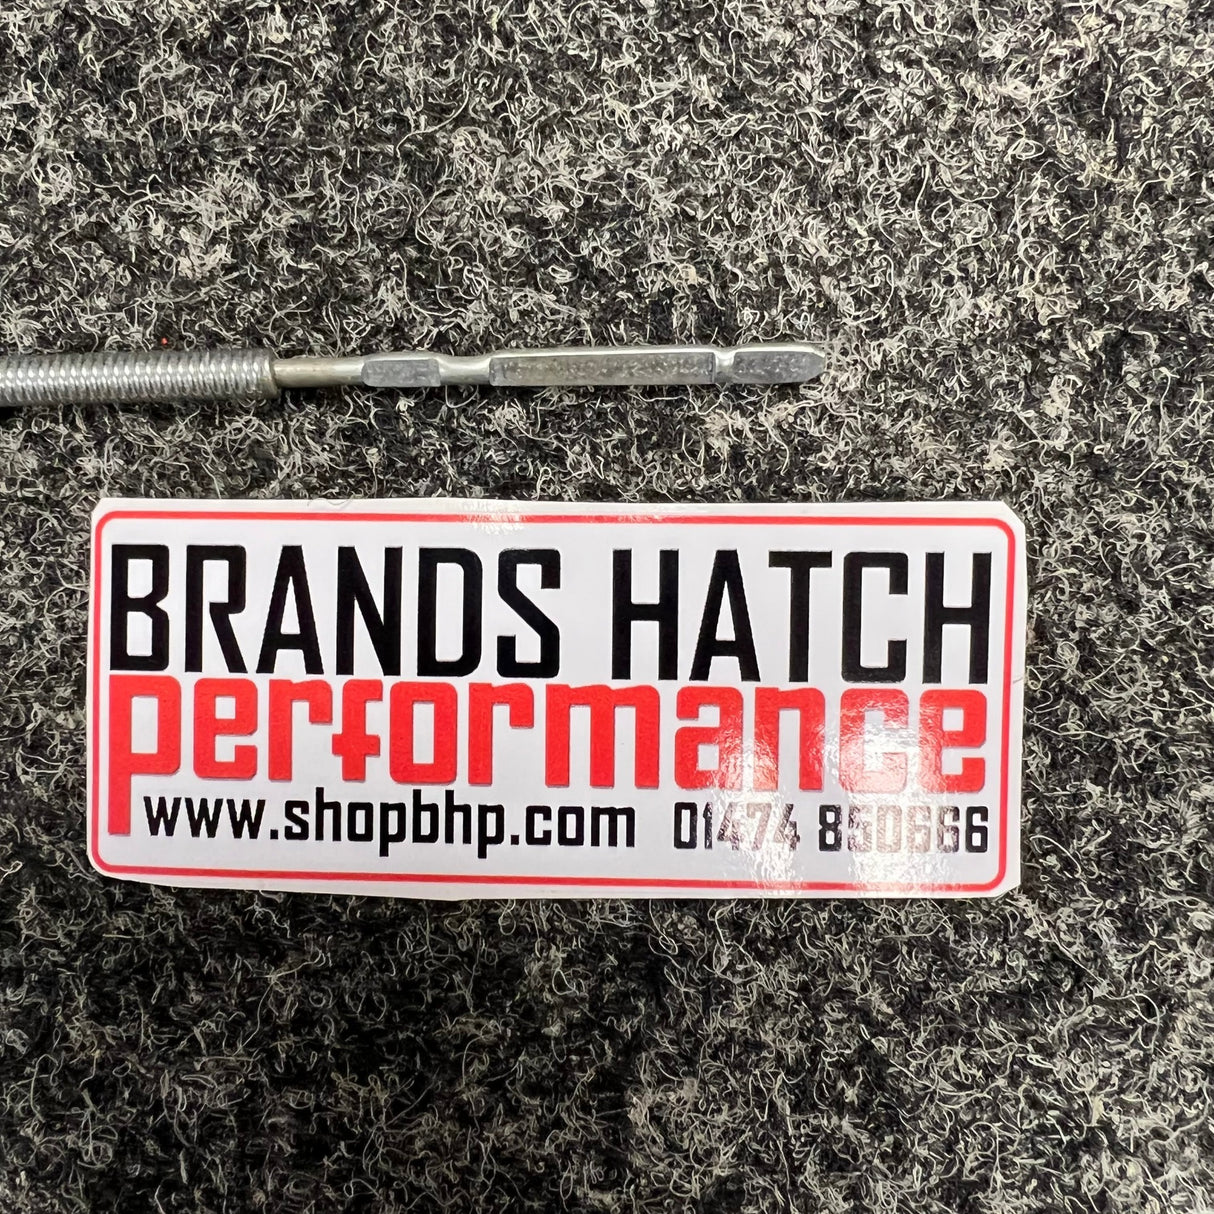 BRANDS HATCH
performance
www.shopbhp.com 01474 850666